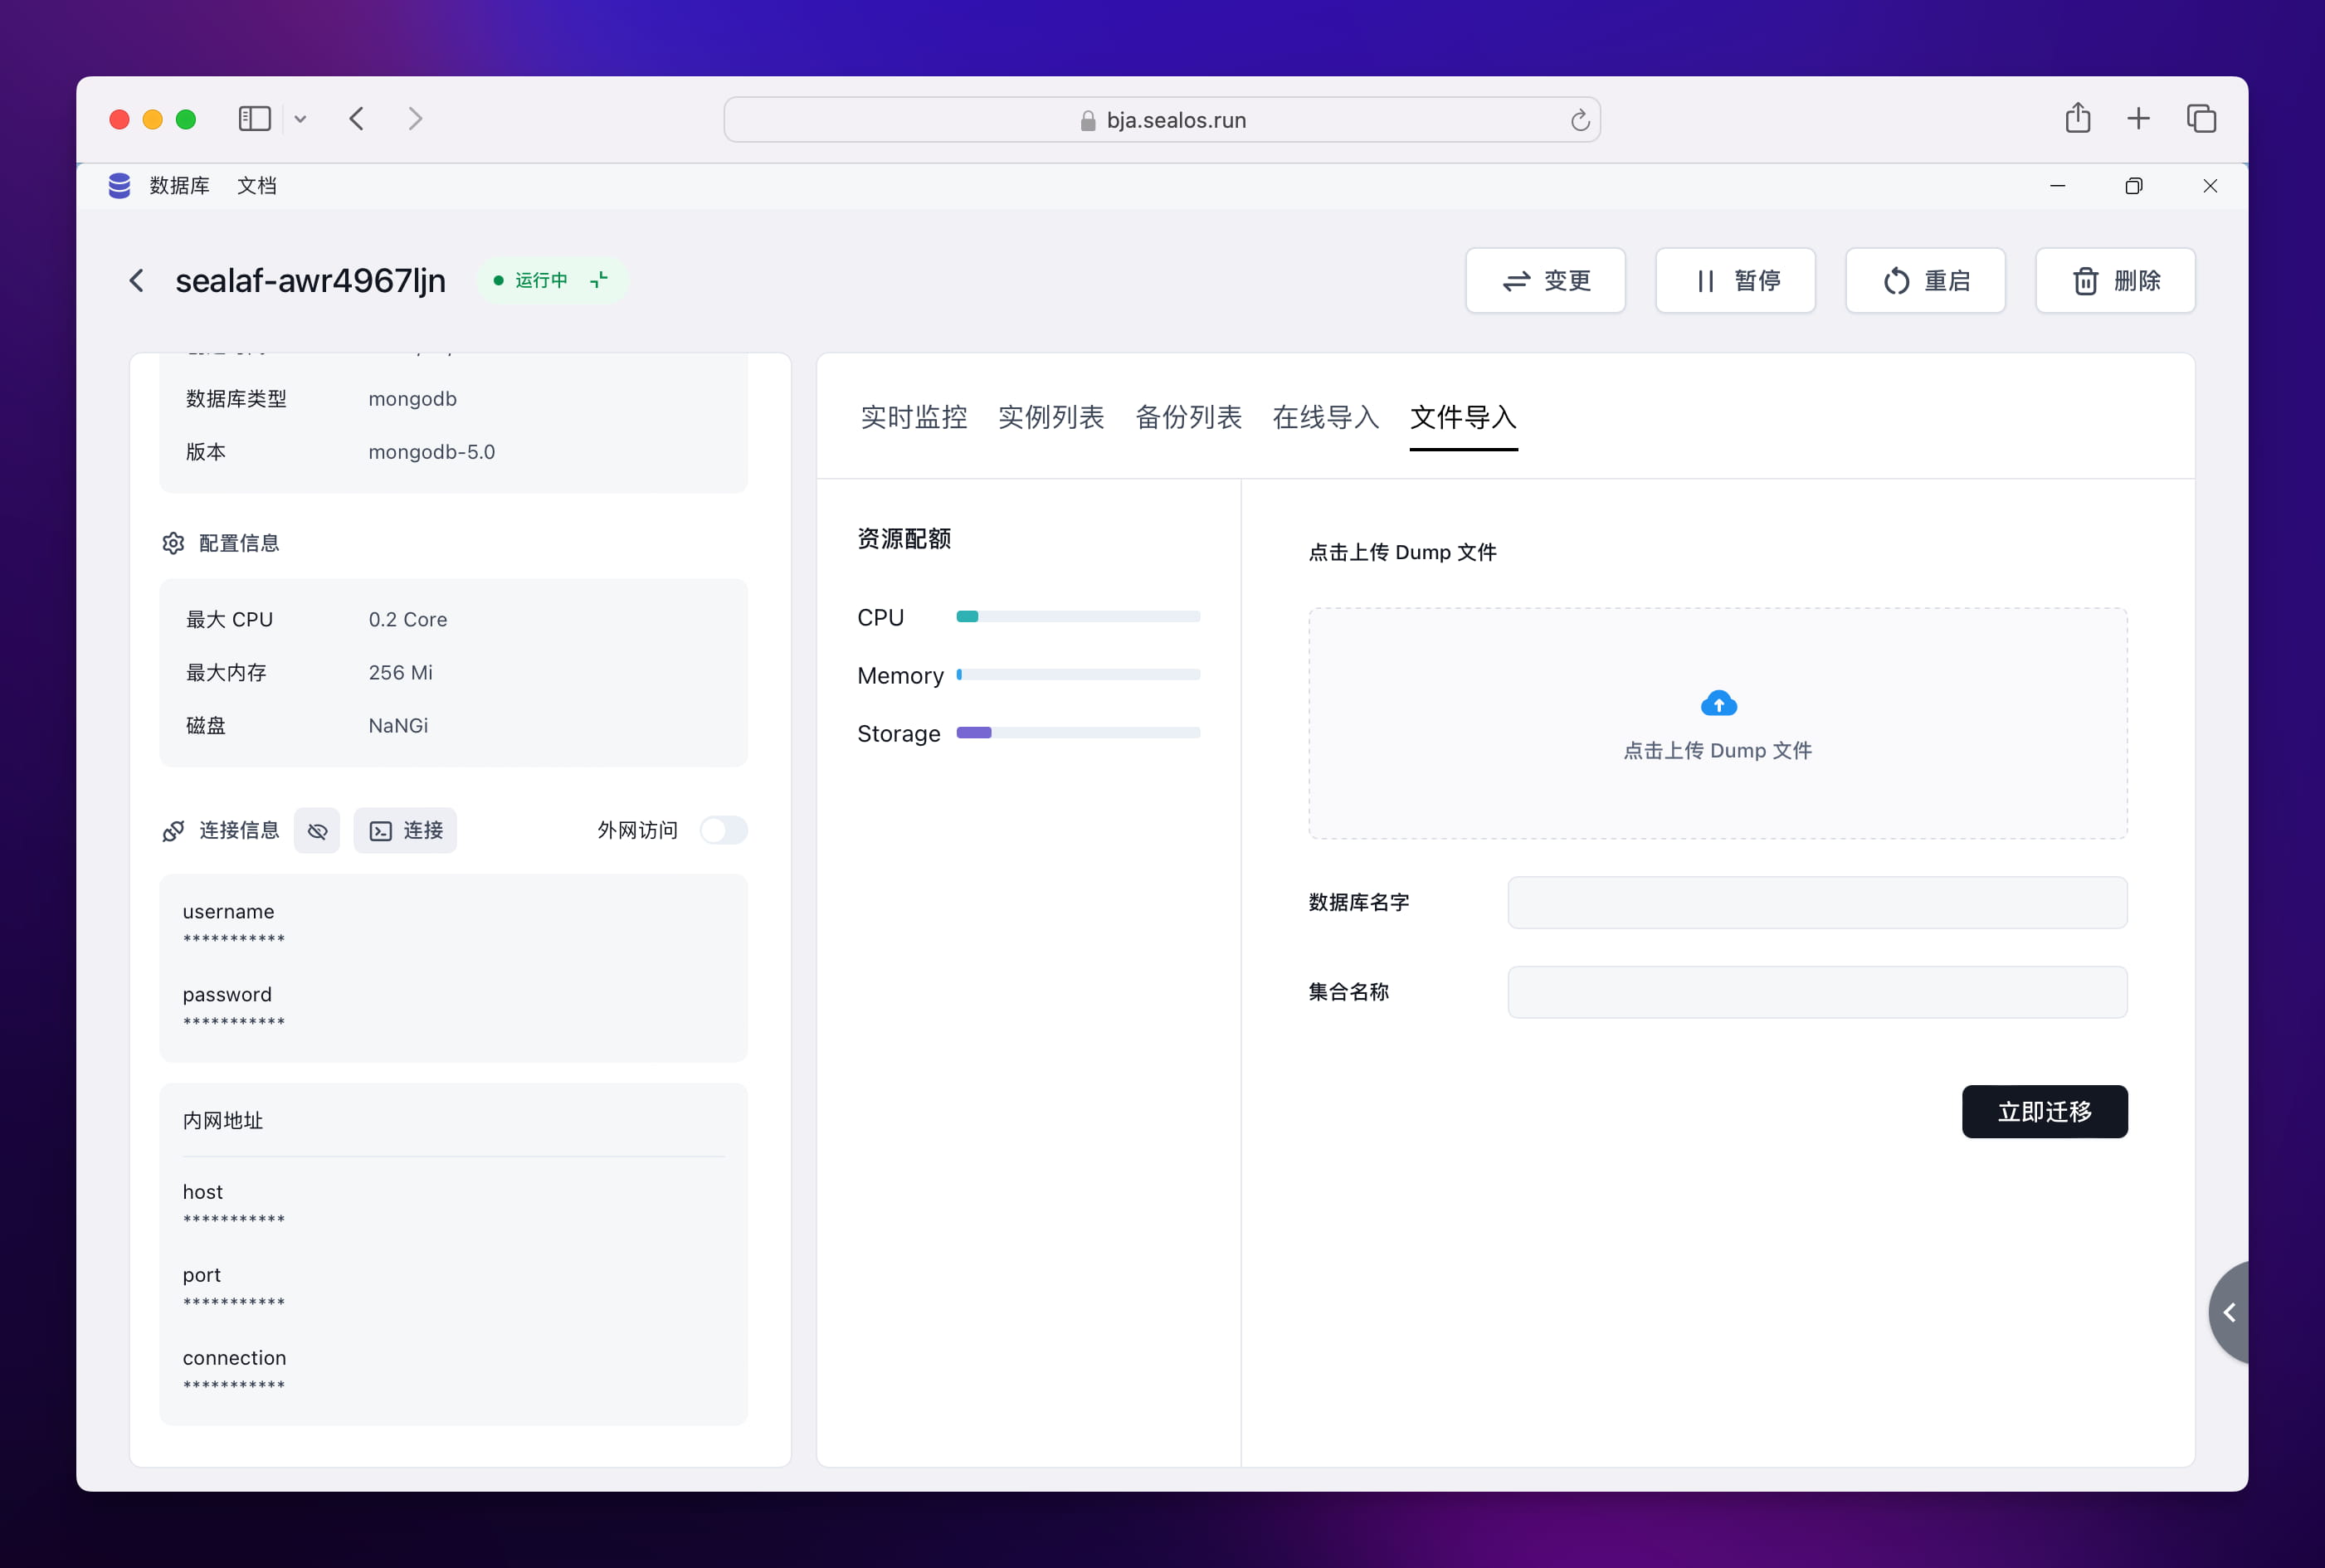 bja.sealos.run
数据库 文档
sealaf-awr4967ljn
运行中
变更
暂停
重启
删除
数据库类型 mongodb
版本 mongodb-5.0
配置信息
最大 CPU 0.2 Core
最大内存 256 Mi
磁盘 NaNGi
连接信息 连接 外网访问
username
***********
password
***********
内网地址
host
***********
port
***********
connection
***********
实时监控 实例列表 备份列表 在线导入 文件导入
资源配额
CPU
Memory
Storage
点击上传 Dump 文件
点击上传 Dump 文件
数据库名字
集合名称
立即迁移